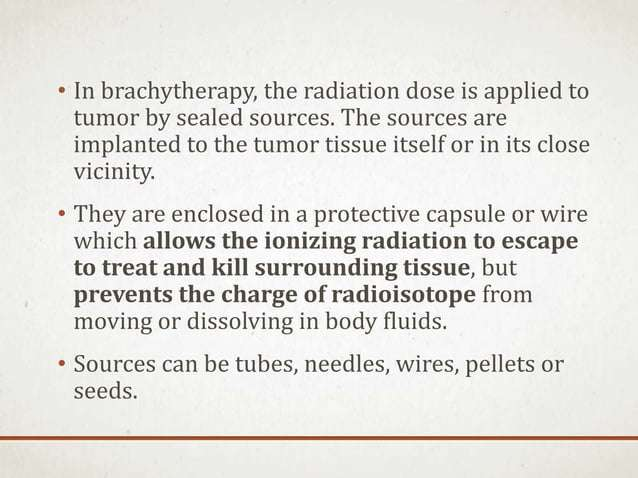 • In brachytherapy, the radiation dose is applied to
tumor by sealed sources. The sources are
implanted to the tumor tissue itself or in its close
vicinity.
• They are enclosed in a protective capsule or wire
which allows the ionizing radiation to escape
to treat and kill surrounding tissue, but
prevents the charge of radioisotope from
moving or dissolving in body fluids.
• Sources can be tubes, needles, wires, pellets or
seeds.